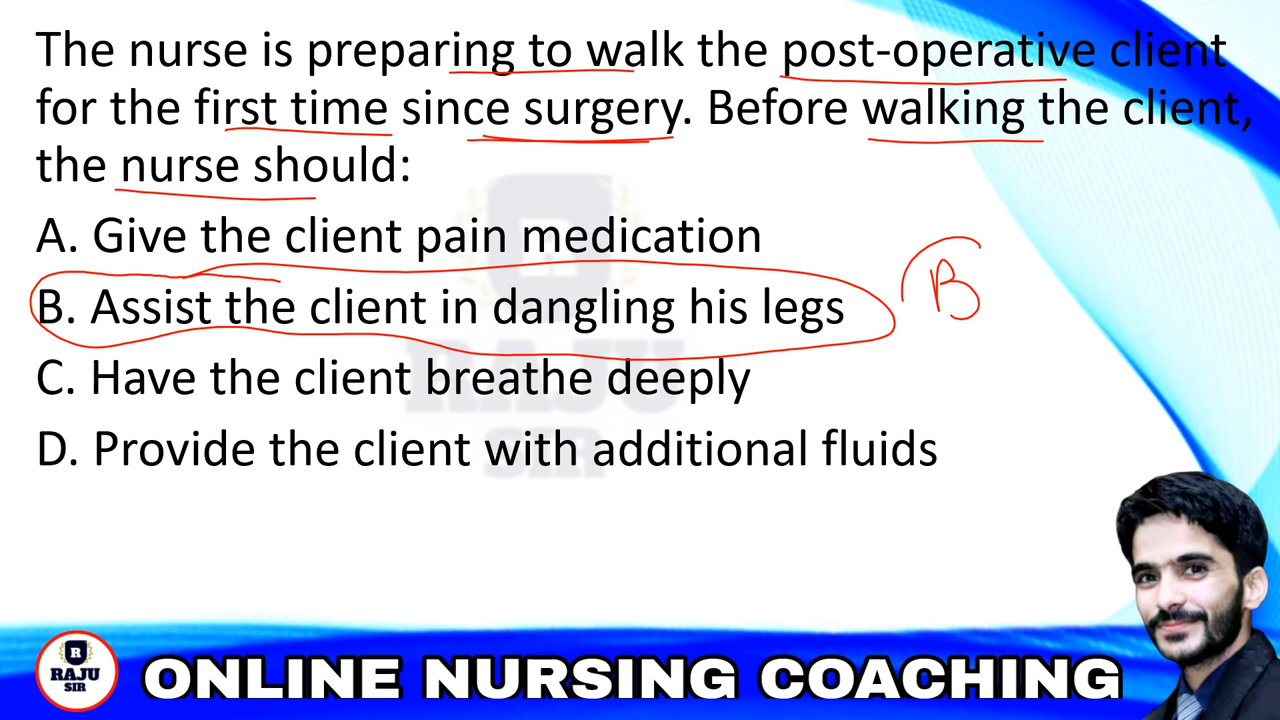 The nurse is preparing to walk the post-operative client
for the first time since surgery. Before walking the client,
the nurse should:
A. Give the client pain medication
B. Assist the client in dangling his legs
B
C. Have the client breathe deeply
D. Provide the client with additional fluids
R
RAJU
SIR
R
RAJU
SIR
ONLINE NURSING COACHING